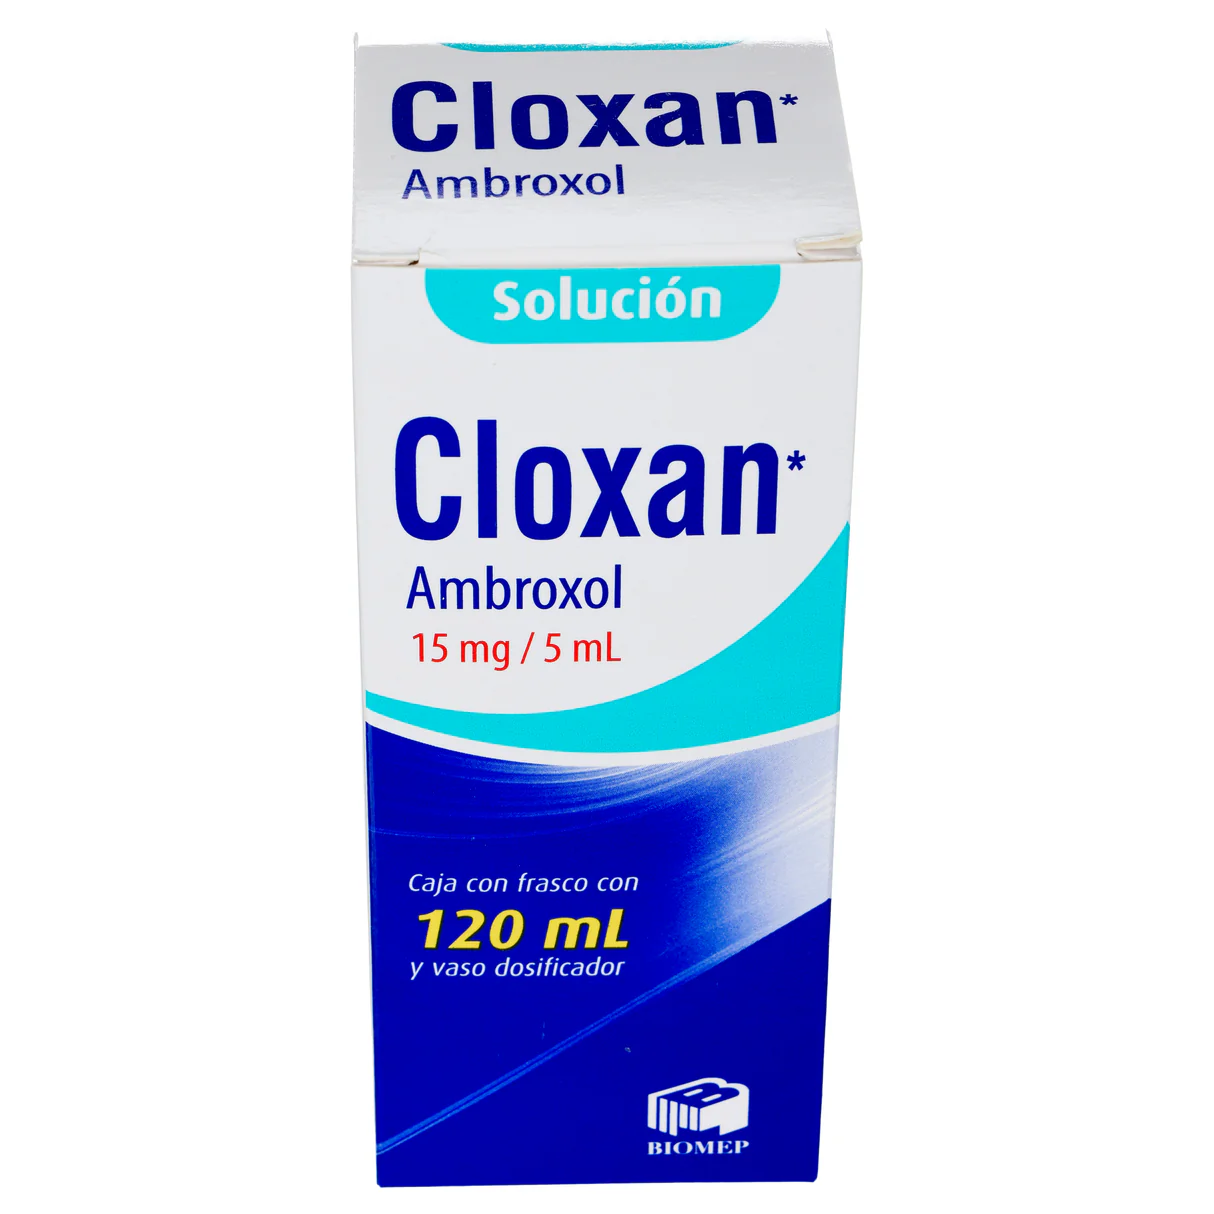 Cloxan*
Ambroxol
Solución
Cloxan*
Ambroxol
15 mg / 5 mL
Caja con frasco con
120 mL
y vaso dosificador
BIOMEP